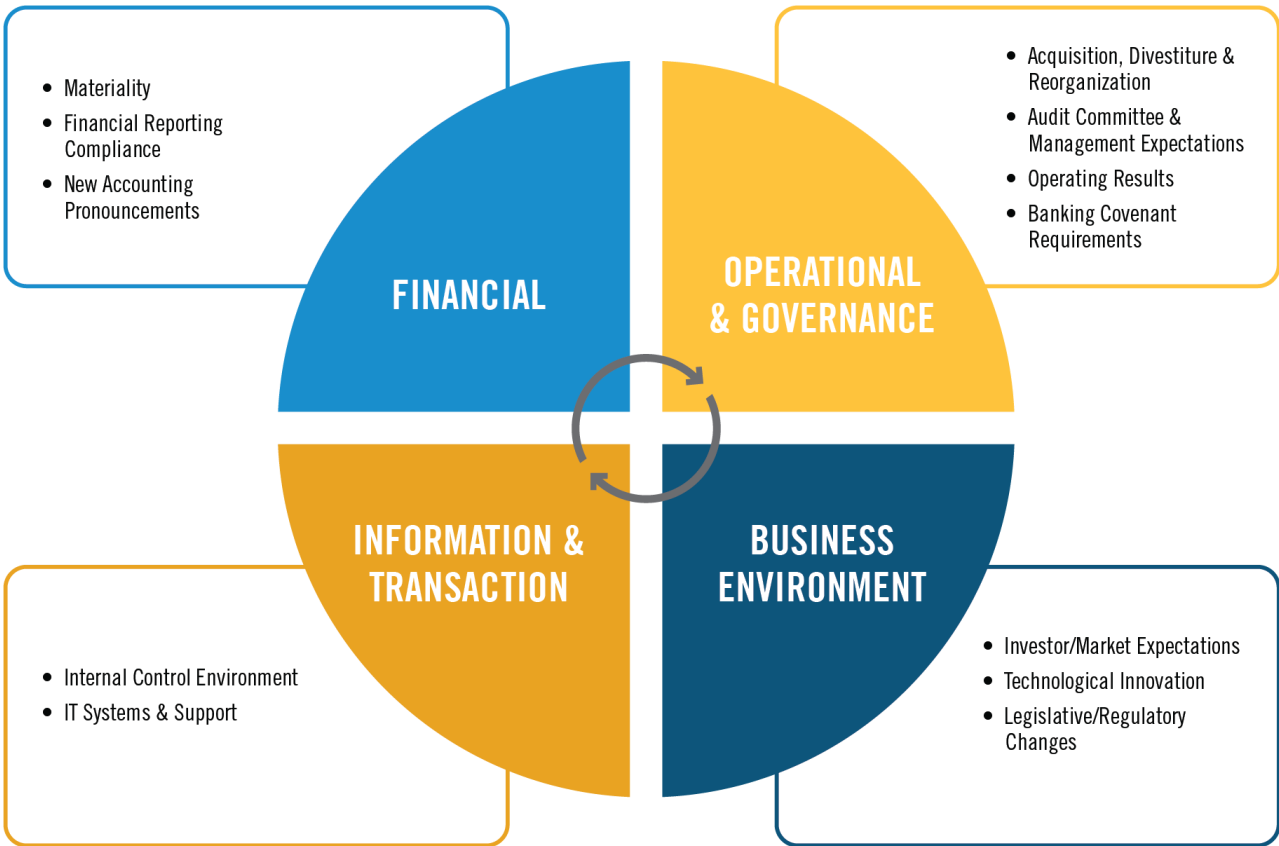 • Materiality
• Financial Reporting
Compliance
• New Accounting
Pronouncements
FINANCIAL
• Acquisition, Divestiture &
Reorganization
• Audit Committee &
Management Expectations
• Operating Results
• Banking Covenant
Requirements
OPERATIONAL
& GOVERNANCE
INFORMATION &
TRANSACTION
• Internal Control Environment
• IT Systems & Support
BUSINESS
ENVIRONMENT
• Investor/Market Expectations
• Technological Innovation
• Legislative/Regulatory
Changes